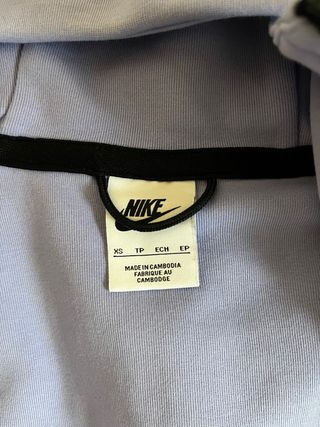 NIKE
XS TP ECH EP
MADE IN CAMBODIA
FABRIQUE AU
CAMBODGE